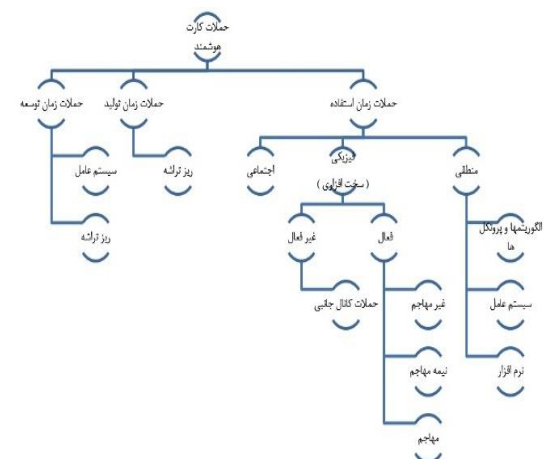 حملات کارت
هوشمند
حملات زمان استفاده
حملات زمان تولید
حملات زمان توسعه
منطقی
فیزیکی
( سخت افزاری )
اجتماعی
ریز تراشه
سیستم عامل
ریز تراشه
الگوریتمها و پروتکل
ها
سیستم عامل
نرم افزار
فعال
غیر فعال
غیر مهاجم
نیمه مهاجم
مهاجم
حملات کانال جانبی